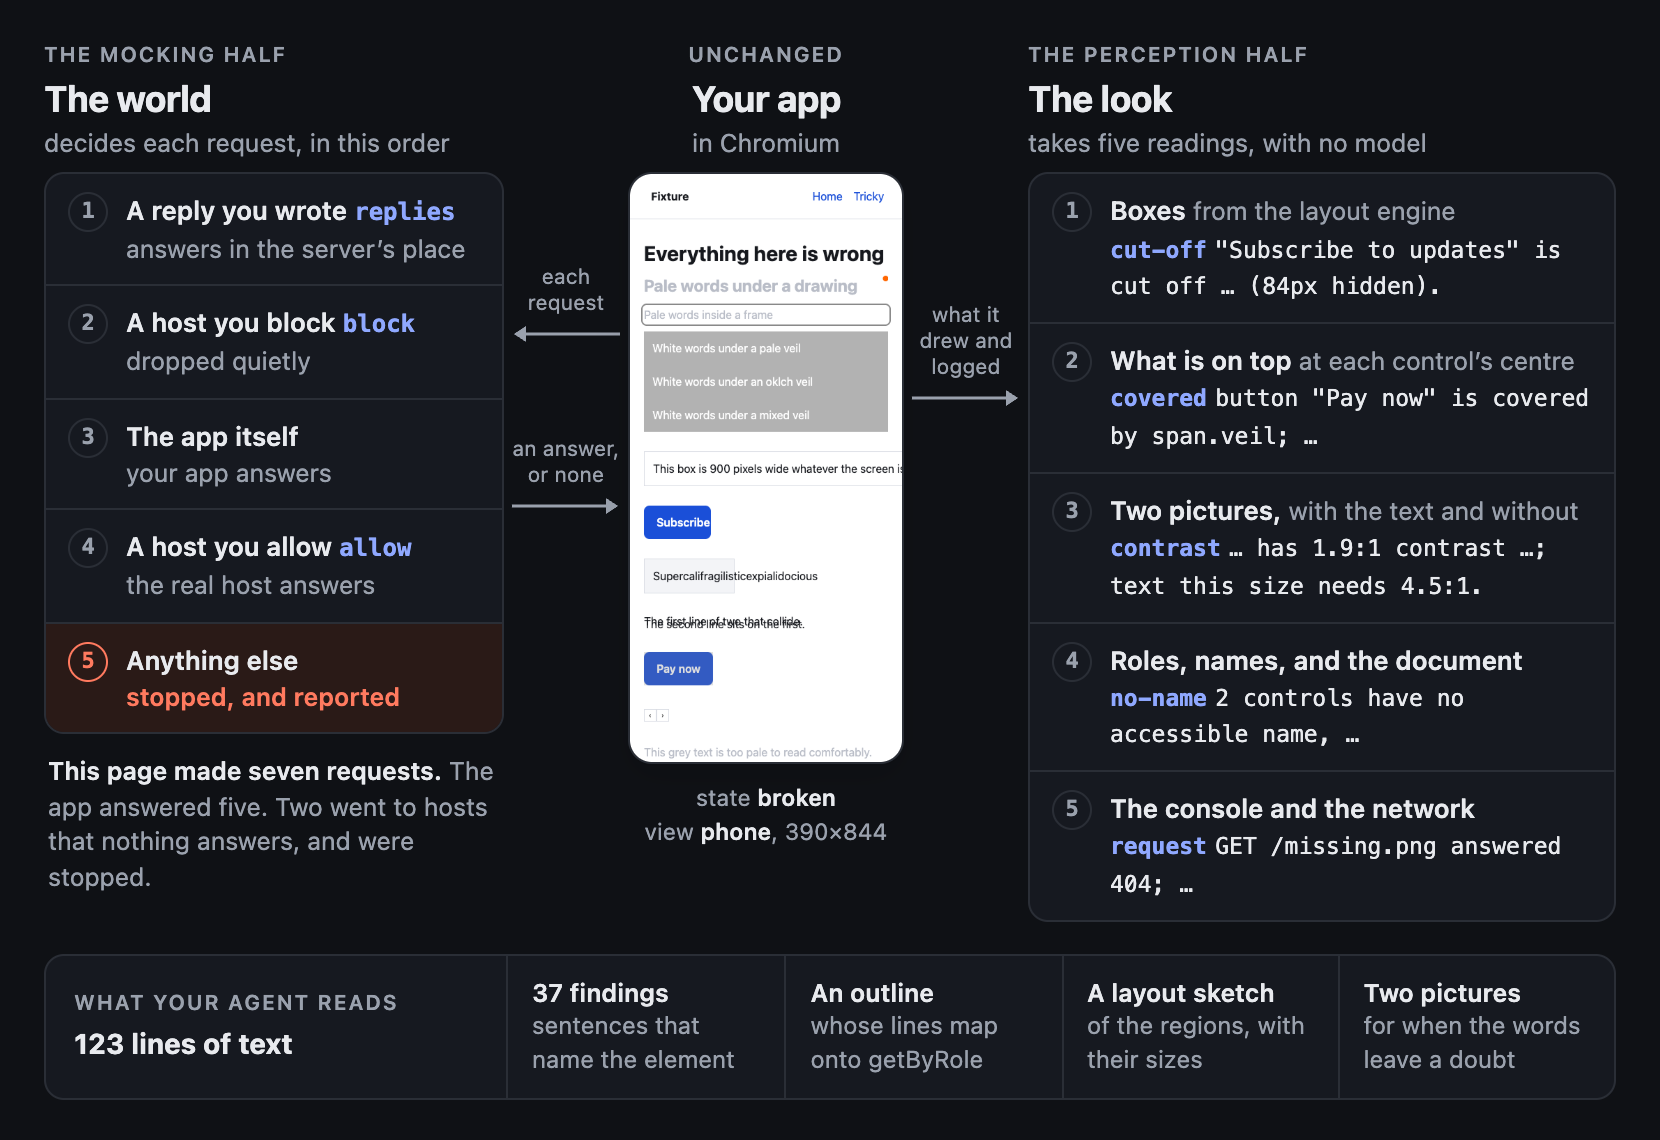 THE MOCKING HALF
The world
decides each request, in this order
1
A reply you wrote replies
answers in the server’s place
2
A host you block block
dropped quietly
3
The app itself
your app answers
4
A host you allow allow
the real host answers
5
Anything else
stopped, and reported
This page made seven requests. The
app answered five. Two went to hosts
that nothing answers, and were
stopped.
each
request
an answer,
or none
UNCHANGED
Your app
in Chromium
Fixture
Home Tricky
Everything here is wrong
Pale words under a drawing
Pale words inside a frame
White words under a pale veil
White words under an oklch veil
White words under a mixed veil
This box is 900 pixels wide whatever the screen is
Subscribe
Supercalifragilisticexpialidocious
The first line of two that collide.
The second line sits on the first.
Pay now
‹ ›
This grey text is too pale to read comfortably.
state broken
view phone, 390×844
what it
drew and
logged
THE PERCEPTION HALF
The look
takes five readings, with no model
1
Boxes from the layout engine
cut-off "Subscribe to updates" is
cut off … (84px hidden).
2
What is on top at each control’s centre
covered button "Pay now" is covered
by span.veil; …
3
Two pictures, with the text and without
contrast … has 1.9:1 contrast …;
text this size needs 4.5:1.
4
Roles, names, and the document
no-name 2 controls have no
accessible name, …
5
The console and the network
request GET /missing.png answered
404; …
WHAT YOUR AGENT READS
123 lines of text
37 findings
sentences that
name the element
An outline
whose lines map
onto getByRole
A layout sketch
of the regions, with
their sizes
Two pictures
for when the words
leave a doubt